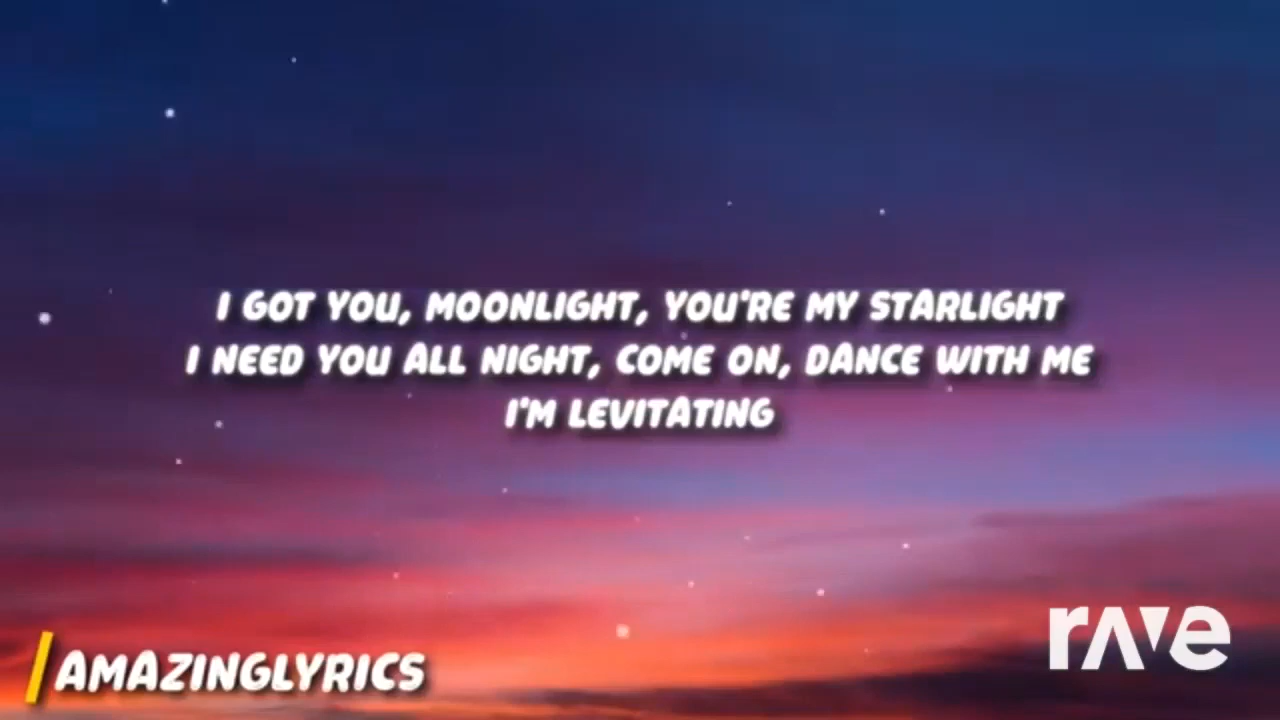 I GOT YOU, MOONLIGHT, YOU'RE MY STARLIGHT
I NEED YOU ALL NIGHT, COME ON, DANCE WITH ME
I'M LEVITATING
AMAZINGLYRICS
rave